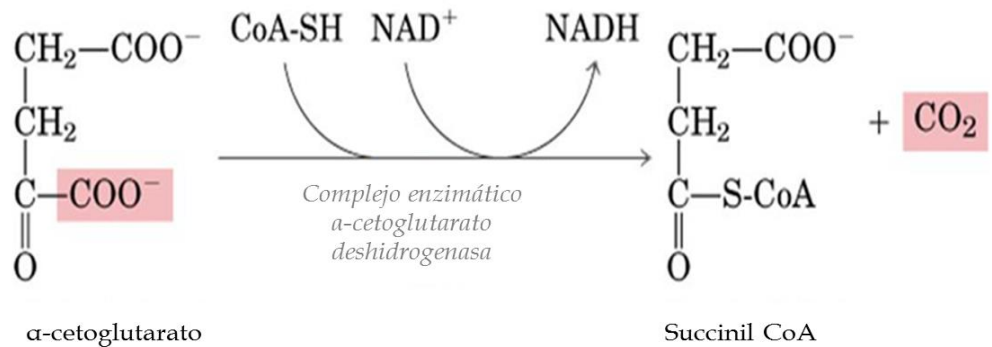 CH₂—COO⁻
CH₂
C—COO⁻
O
α-cetoglutarato
CoA-SH NAD⁺ NADH
Complejo enzimático
a-cetoglutarato
deshidrogenasa
CH₂—COO⁻
CH₂
C—S-CoA
O
Succinil CoA
+ CO₂